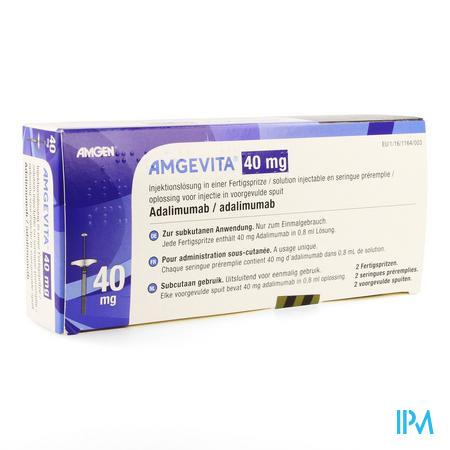 AMGEN
AMGEVITA® 40 mg
EU/1/16/1164/003
Injektionslösung in einer Fertigspritze / solution injectable en seringue préremplie /
oplossing voor injectie in voorgevulde spuit
Adalimumab / adalimumab
DE Zur subkutanen Anwendung. Nur zum Einmalgebrauch.
Jede Fertigspritze enthält 40 mg Adalimumab in 0,8 ml Lösung.
FR Pour administration sous-cutanée. A usage unique.
Chaque seringue préremplie contient 40 mg d'adalimumab dans 0,8 mL de solution.
NL Subcutaan gebruik. Uitsluitend voor eenmalig gebruik.
Elke voorgevulde spuit bevat 40 mg adalimumab in 0,8 ml oplossing.
2 Fertigspritzen.
2 seringues préremplies.
2 voorgevulde spuiten.
40
mg
AMGEVITA®
40 mg
Adalimumab / adalimumab
40
mg
IPM